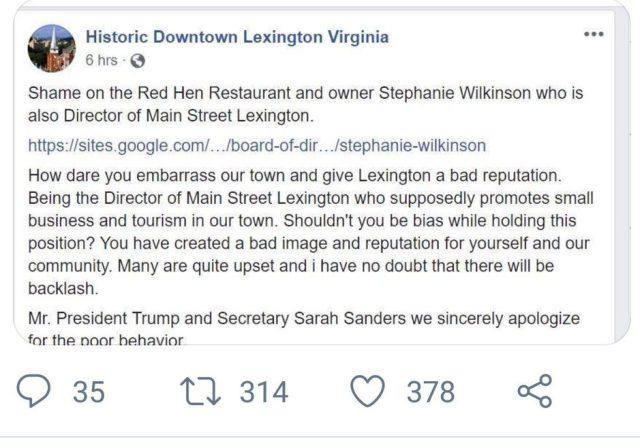 Historic Downtown Lexington Virginia
6 hrs ·
Shame on the Red Hen Restaurant and owner Stephanie Wilkinson who is
also Director of Main Street Lexington.
https://sites.google.com/.../board-of-dir.../stephanie-wilkinson
How dare you embarrass our town and give Lexington a bad reputation.
Being the Director of Main Street Lexington who supposedly promotes small
business and tourism in our town. Shouldn't you be bias while holding this
position? You have created a bad image and reputation for yourself and our
community. Many are quite upset and i have no doubt that there will be
backlash.
Mr. President Trump and Secretary Sarah Sanders we sincerely apologize
for the poor behavior.
35 314 378